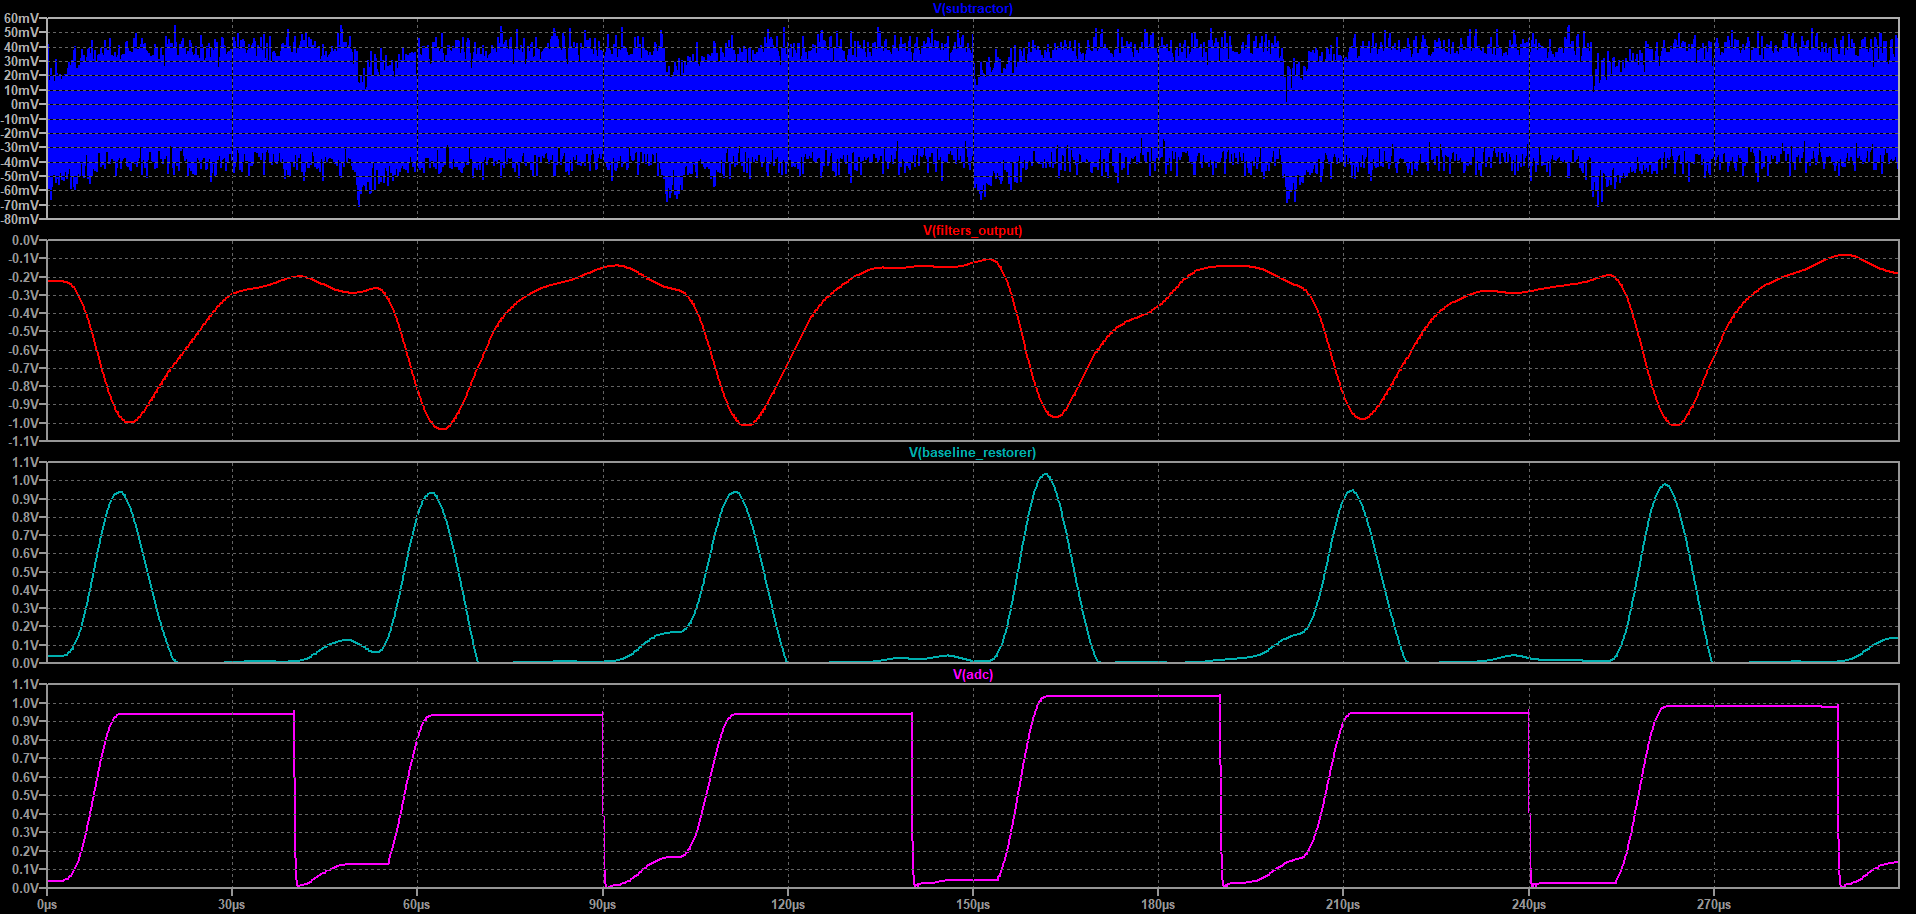 V(subtractor)
60mV
50mV
40mV
30mV
20mV
10mV
0mV
-10mV
-20mV
-30mV
-40mV
-50mV
-60mV
-70mV
-80mV
V(filters_output)
0.0V
-0.1V
-0.2V
-0.3V
-0.4V
-0.5V
-0.6V
-0.7V
-0.8V
-0.9V
-1.0V
-1.1V
V(baseline_restorer)
1.1V
1.0V
0.9V
0.8V
0.7V
0.6V
0.5V
0.4V
0.3V
0.2V
0.1V
0.0V
V(adc)
1.1V
1.0V
0.9V
0.8V
0.7V
0.6V
0.5V
0.4V
0.3V
0.2V
0.1V
0.0V
0µs 30µs 60µs 90µs 120µs 150µs 180µs 210µs 240µs 270µs